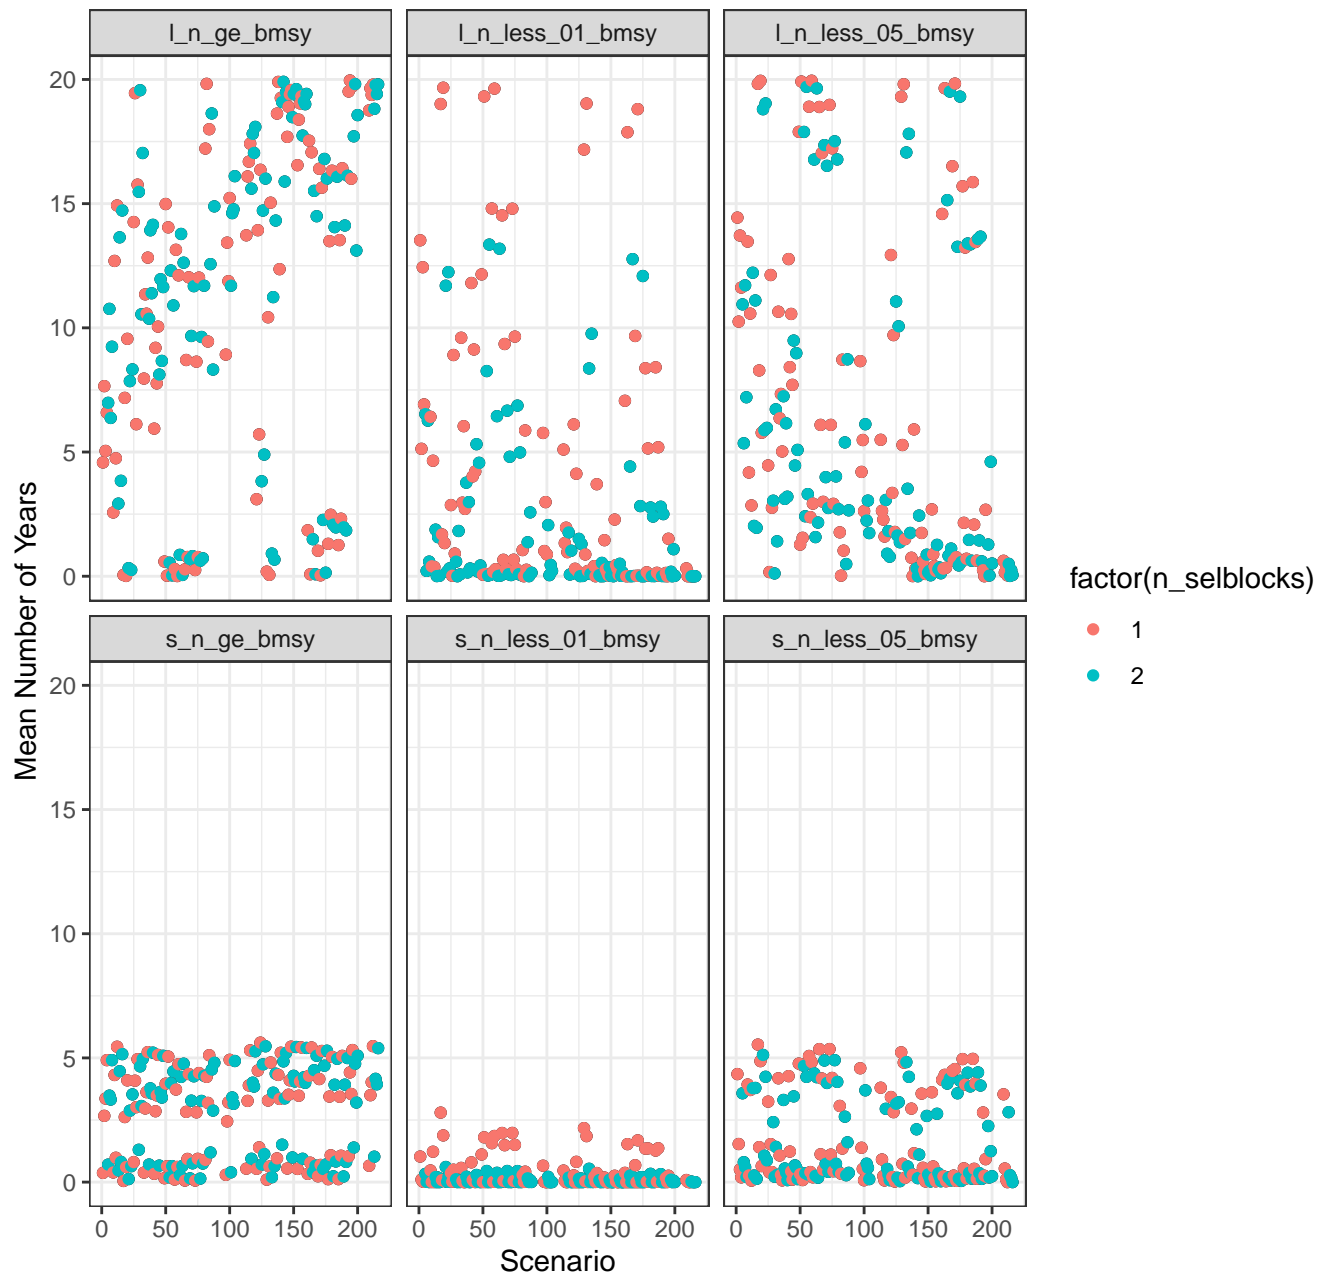 l_n_ge_bmsy
l_n_less_01_bmsy
l_n_less_05_bmsy
20
15
10
5
0
s_n_ge_bmsy
s_n_less_01_bmsy
s_n_less_05_bmsy
20
15
10
5
0
0 50 100 150 200
0 50 100 150 200
0 50 100 150 200
Scenario
Mean Number of Years
factor(n_selblocks)
1
2